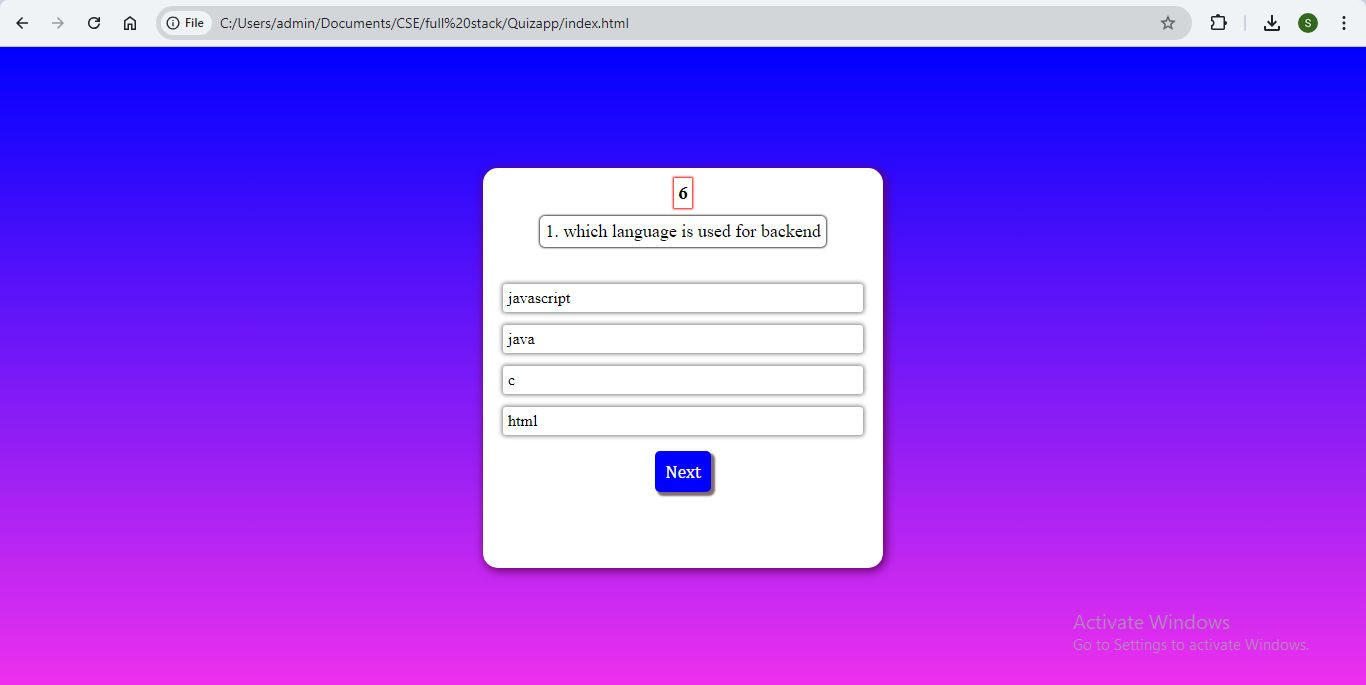 File C:/Users/admin/Documents/CSE/full%20stack/Quizapp/index.html
S
6
1. which language is used for backend
javascript
java
c
html
Next
Activate Windows
Go to Settings to activate Windows.